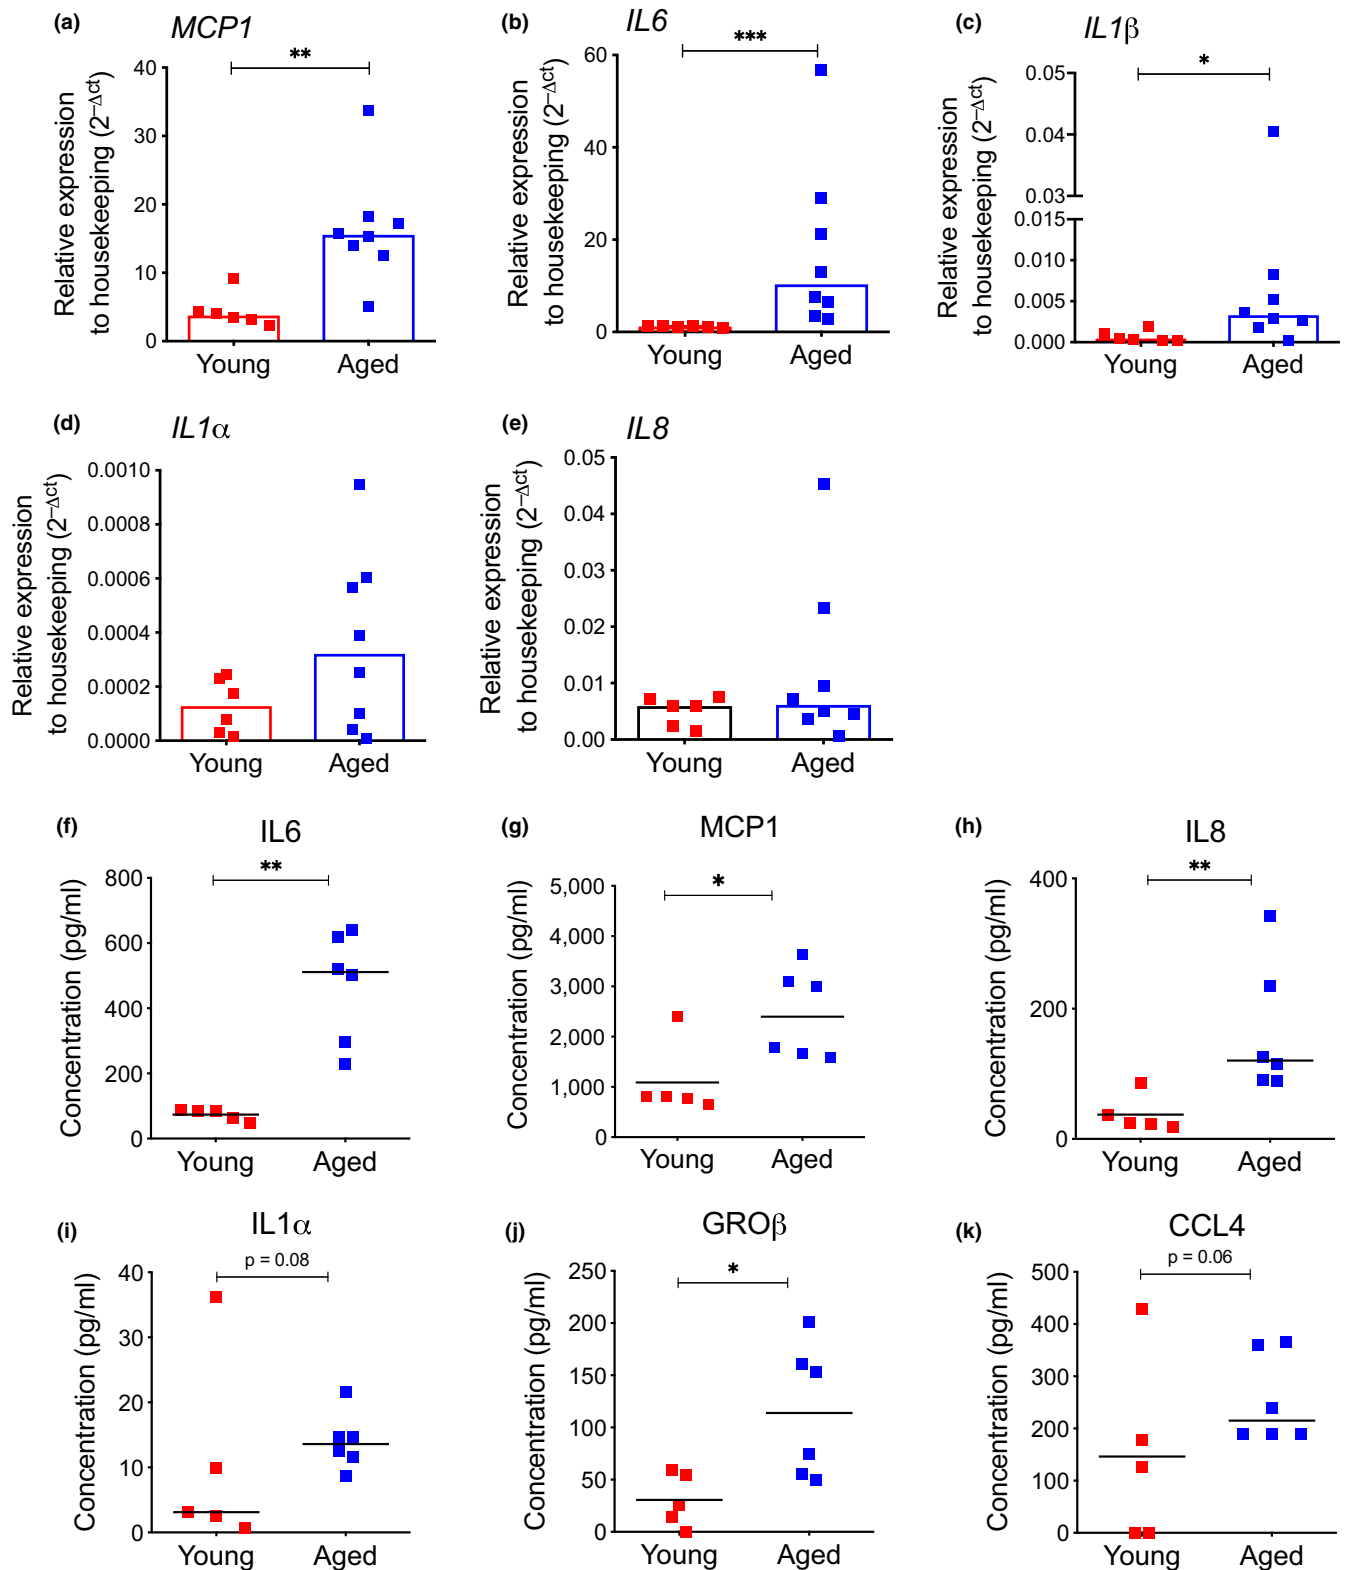 (a) MCP1
**
Relative expression
to housekeeping (2–Δct)
40
30
20
10
0
Young Aged
(b) IL6
***
Relative expression
to housekeeping (2–Δct)
60
40
20
0
Young Aged
(c) IL1β
*
Relative expression
to housekeeping (2–Δct)
0.05
0.04
0.03
0.015
0.010
0.005
0.000
Young Aged
(d) IL1α
Relative expression
to housekeeping (2–Δct)
0.0010
0.0008
0.0006
0.0004
0.0002
0.0000
Young Aged
(e) IL8
Relative expression
to housekeeping (2–Δct)
0.05
0.04
0.03
0.02
0.01
0.00
Young Aged
(f) IL6
**
Concentration (pg/ml)
800
600
400
200
0
Young Aged
(g) MCP1
*
Concentration (pg/ml)
5,000
4,000
3,000
2,000
1,000
0
Young Aged
(h) IL8
**
Concentration (pg/ml)
400
200
0
Young Aged
(i) IL1α
p = 0.08
Concentration (pg/ml)
40
30
20
10
0
Young Aged
(j) GROβ
*
Concentration (pg/ml)
250
200
150
100
50
0
Young Aged
(k) CCL4
p = 0.06
Concentration (pg/ml)
500
400
300
200
100
0
Young Aged